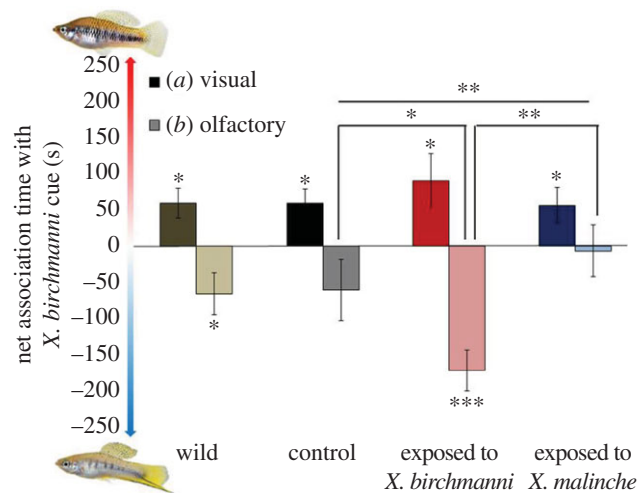 net association time with
X. birchmanni cue (s)
250
200
150
100
50
0
–50
–100
–150
–200
–250
(a) visual
(b) olfactory
*
*
*
*
*
***
*
**
**
wild
control
exposed to
X. birchmanni
exposed to
X. malinche